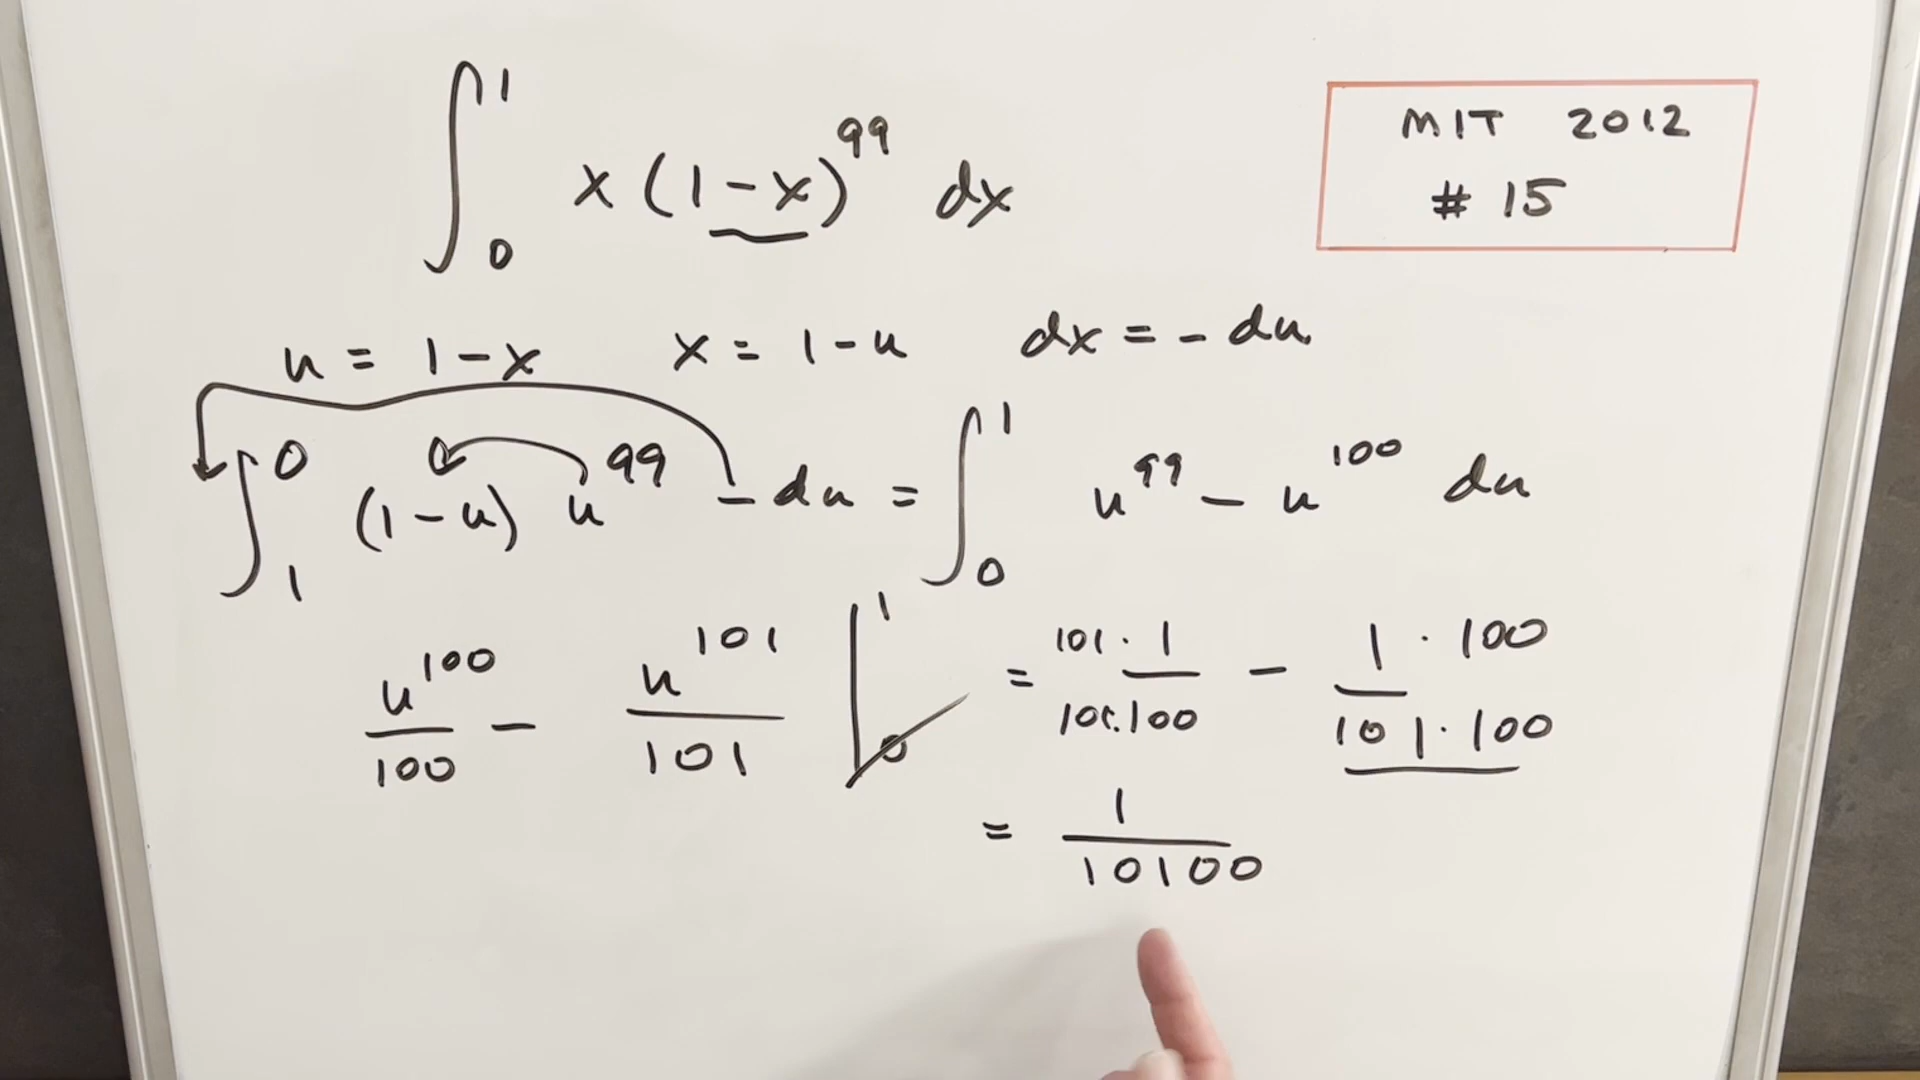 ∫₀¹ x(1-x)⁹⁹ dx
MIT 2012
# 15
u = 1-x x = 1-u dx = -du
∫₁⁰ (1-u) u⁹⁹ -du = ∫₀¹ u⁹⁹ - u¹⁰⁰ du
u¹⁰⁰/100 - u¹⁰¹/101 |₀¹ = 101·1/101·100 - 1·100/101·100
= 1/10100